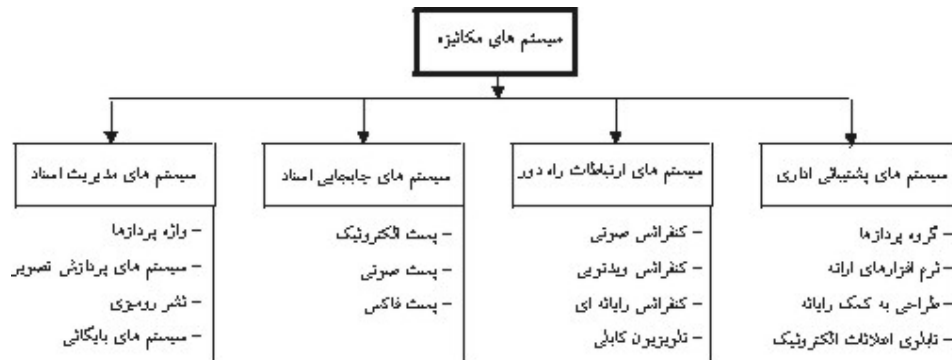 سیستم های مکانیزه
سیستم های پشتیبانی اداری
– گروه پردازها
– نرم افزارهای ارائه
– طراحی به کمک رایانه
– تابلوی اعلانات الکترونیک
سیستم های ارتباطات راه دور
– کنفرانس صوتی
– کنفرانس ویدئویی
– کنفرانس رایانه ای
– تلویزیون کابلی
سیستم های جابجایی اسناد
– پست الکترونیک
– پست صوتی
– پست فاکس
سیستم های مدیریت اسناد
– واژه پردازها
– سیستم های پردازش تصویر
– نشر رومیزی
– سیستم های بایگانی